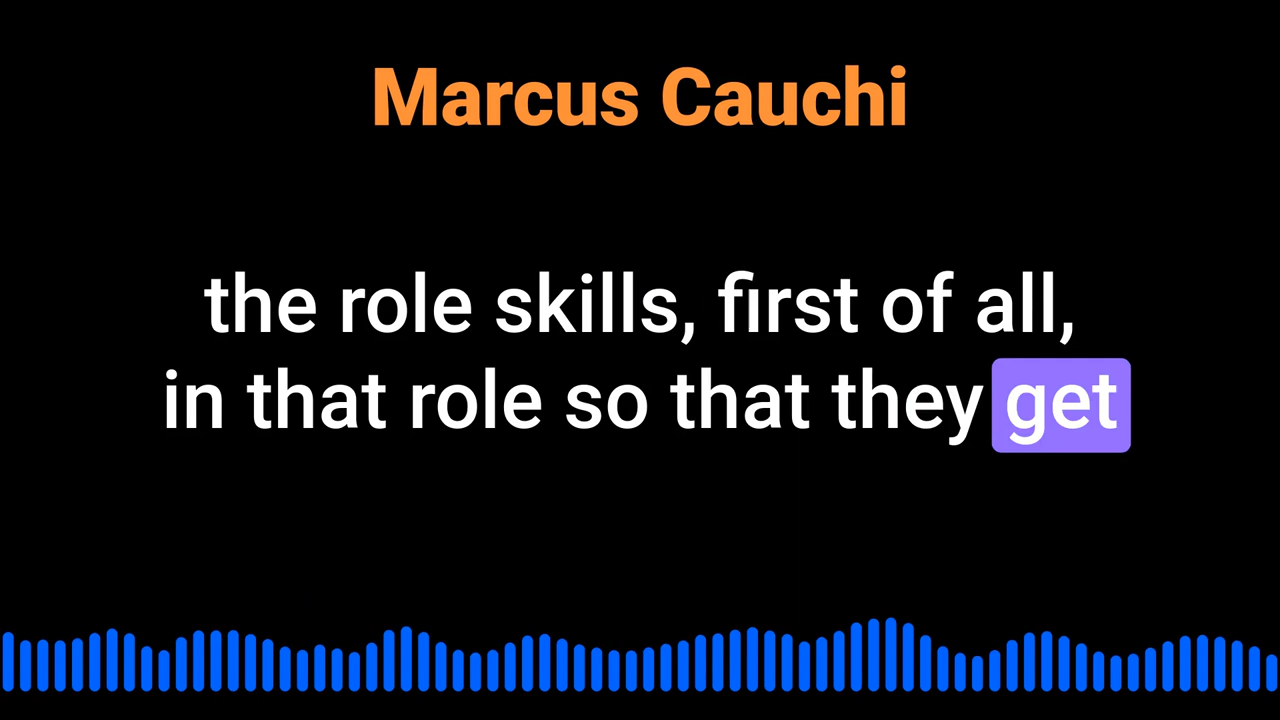 Marcus Cauchi
the role skills, first of all,
in that role so that they get